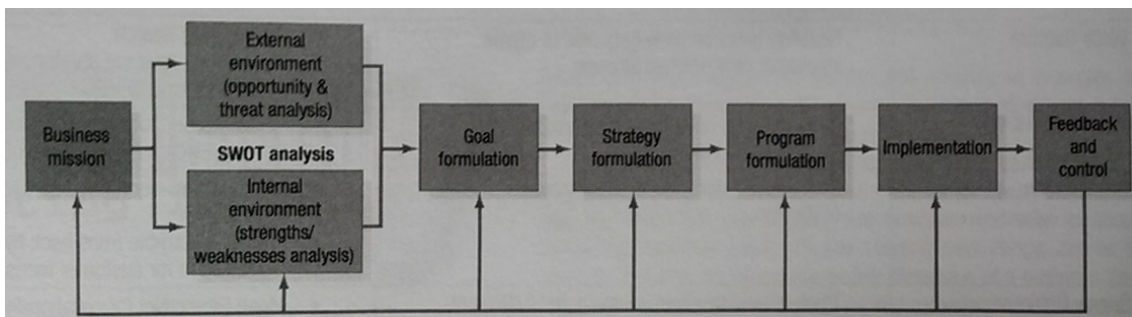 Business
mission
External
environment
(opportunity &
threat analysis)
SWOT analysis
Internal
environment
(strengths/
weaknesses analysis)
Goal
formulation
Strategy
formulation
Program
formulation
Implementation
Feedback
and
control